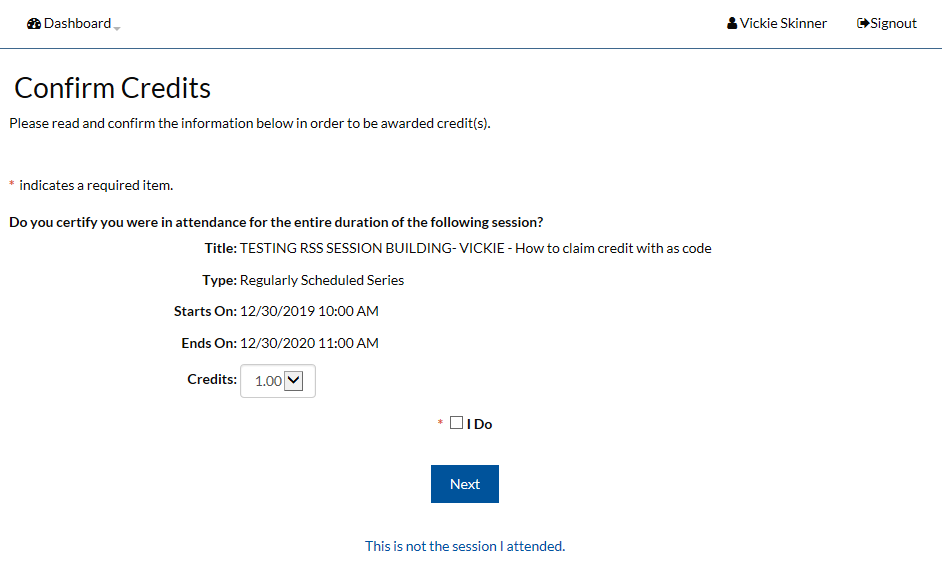 Dashboard
Vickie Skinner
Signout
Confirm Credits
Please read and confirm the information below in order to be awarded credit(s).
* indicates a required item.
Do you certify you were in attendance for the entire duration of the following session?
Title: TESTING RSS SESSION BUILDING- VICKIE - How to claim credit with as code
Type: Regularly Scheduled Series
Starts On: 12/30/2019 10:00 AM
Ends On: 12/30/2020 11:00 AM
Credits: 1.00
* I Do
Next
This is not the session I attended.